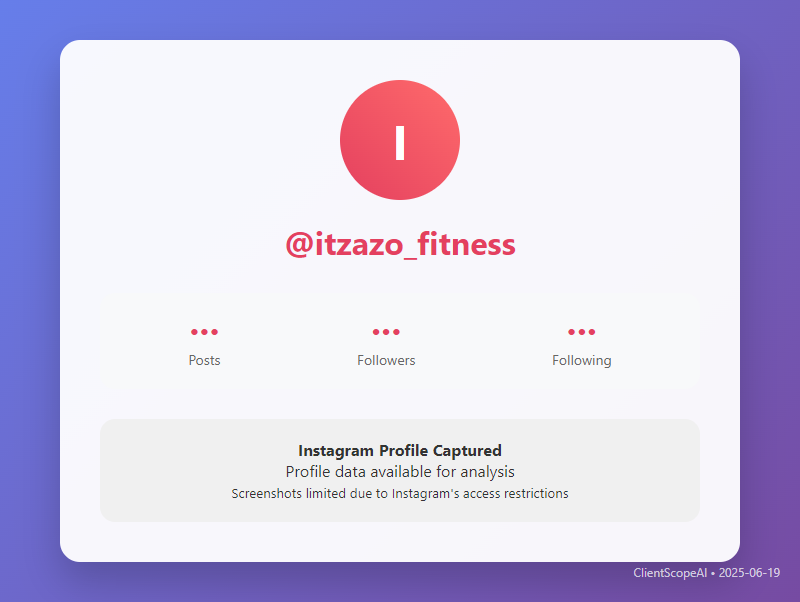 I
@itzazo_fitness
••• ••• •••
Posts Followers Following
Instagram Profile Captured
Profile data available for analysis
Screenshots limited due to Instagram's access restrictions
ClientScopeAI • 2025-06-19